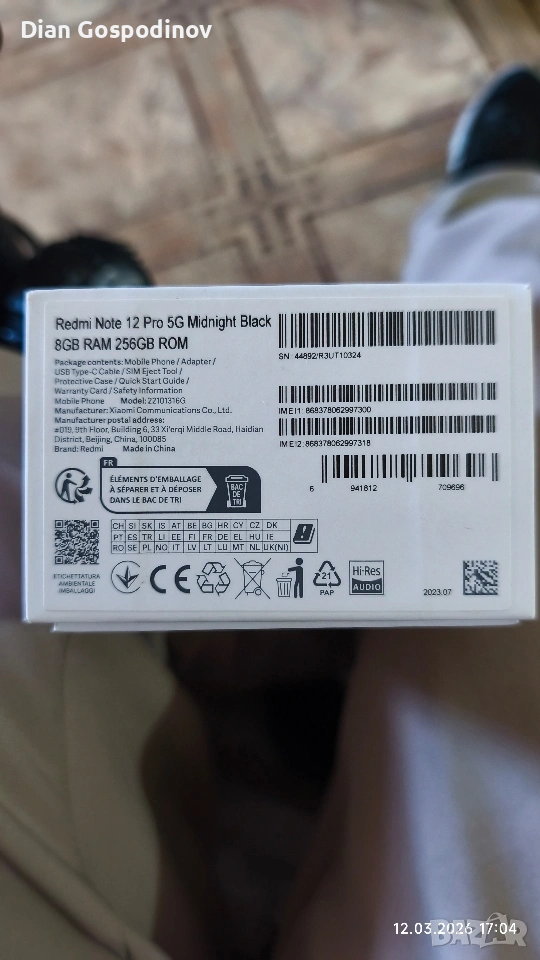 Dian Gospodinov
Redmi Note 12 Pro 5G Midnight Black
8GB RAM 256GB ROM
Package contents: Mobile Phone / Adapter /
USB Type-C Cable / SIM Eject Tool /
Protective Case / Quick Start Guide /
Warranty Card / Safety Information
Mobile Phone Model: 22101316G
Manufacturer: Xiaomi Communications Co., Ltd.
Manufacturer postal address:
#019, 9th Floor, Building 6, 33 Xi'erqi Middle Road, Haidian
District, Beijing, China, 100085
Brand: Redmi Made in China
SN: 44892/R3UT10324
IMEI1: 868378062997300
IMEI2: 868378062997318
6 941812 709696
FR
ÉLÉMENTS D'EMBALLAGE
À SÉPARER ET À DÉPOSER
DANS LE BAC DE TRI
BAC
DE
TRI
CH SI SK IS AT BE BG HR CY CZ DK
PT ES TR LI EE FI FR DE EL HU IE
RO SE PL NO IT LV LT LU MT NL UK(NI)
ETICHETTATURA
AMBIENTALE
IMBALLAGGI
CE
21
PAP
Hi-Res
AUDIO
2023.07
12.03.2026 17:04
BAZAR